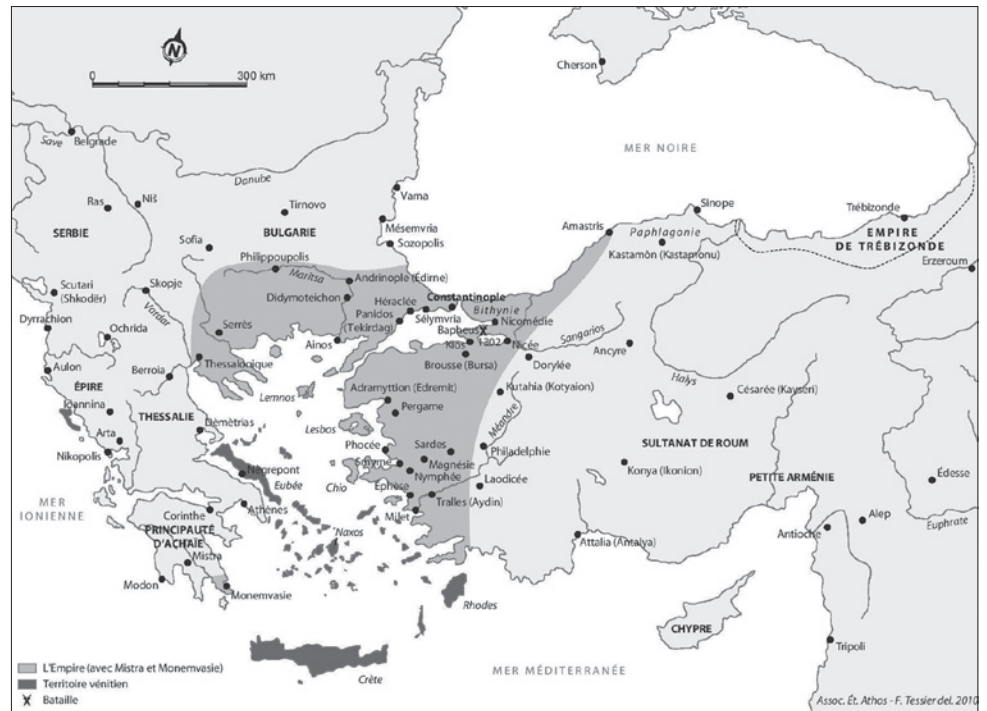 N
0 300 km
Cherson
Save
Belgrade
MER NOIRE
Danube
Varna
Ras
Niš
Tirnovo
Sinope
Trébizonde
SERBIE
BULGARIE
Mésemvria
Amastris
Paphlagonie
EMPIRE
DE TRÉBIZONDE
Sofia
Sozopolis
Kastamôn (Kastamonu)
Philippoupolis
Erzeroum
Scutari
(Shkodër)
Skopje
Maritsa
Andrinople (Édirne)
Vardar
Didymoteichon
Héraclée
Constantinople
Bithynie
Dyrrachion
Panidos
(Tekirdag)
Sélymvria
Nicomédie
Ochrida
Serrès
Bapheus
1302
Sangarios
Ainos
Kios
Nicée
Ancyre
Aulon
Thessalonique
Brousse (Bursa)
Dorylée
Berroia
Halys
ÉPIRE
Lemnos
Adramyttion (Edremit)
Kutahia (Kotyaion)
Césarée (Kayseri)
Ioannina
THESSALIE
Pergame
Méandre
Arta
Démètrias
Lesbos
Phocée
Sardes
Philadelphie
SULTANAT DE ROUM
Nikopolis
Smyrne
Magnésie
Nègrepont
Nymphée
Konya (Ikonion)
PETITE ARMÉNIE
Édesse
Eubée
Chio
Laodicée
MER
IONIENNE
Ephèse
Tralles (Aydin)
Corinthe
Athènes
Milet
Alep
Euphrate
PRINCIPAUTÉ
D'ACHAÏE
Naxos
Antioche
Attalia (Antalya)
Mistra
Modon
Monemvasie
Rhodes
CHYPRE
Tripoli
L'Empire (avec Mistra et Monemvasie)
Territoire vénitien
Bataille
Crète
MER MÉDITERRANÉE
Assoc. Ét. Athos - F. Tessier del. 2010